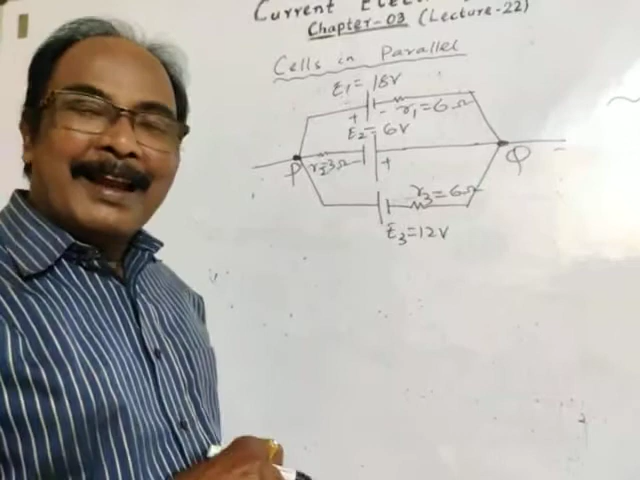 Current Elect
Chapter-03 (Lecture-22)
Cells in Parallel
E1 = 18V
+ - r1 = 6Ω
E2 = 6V
P r2=3Ω - + Q
r3 = 6Ω
E3 = 12V